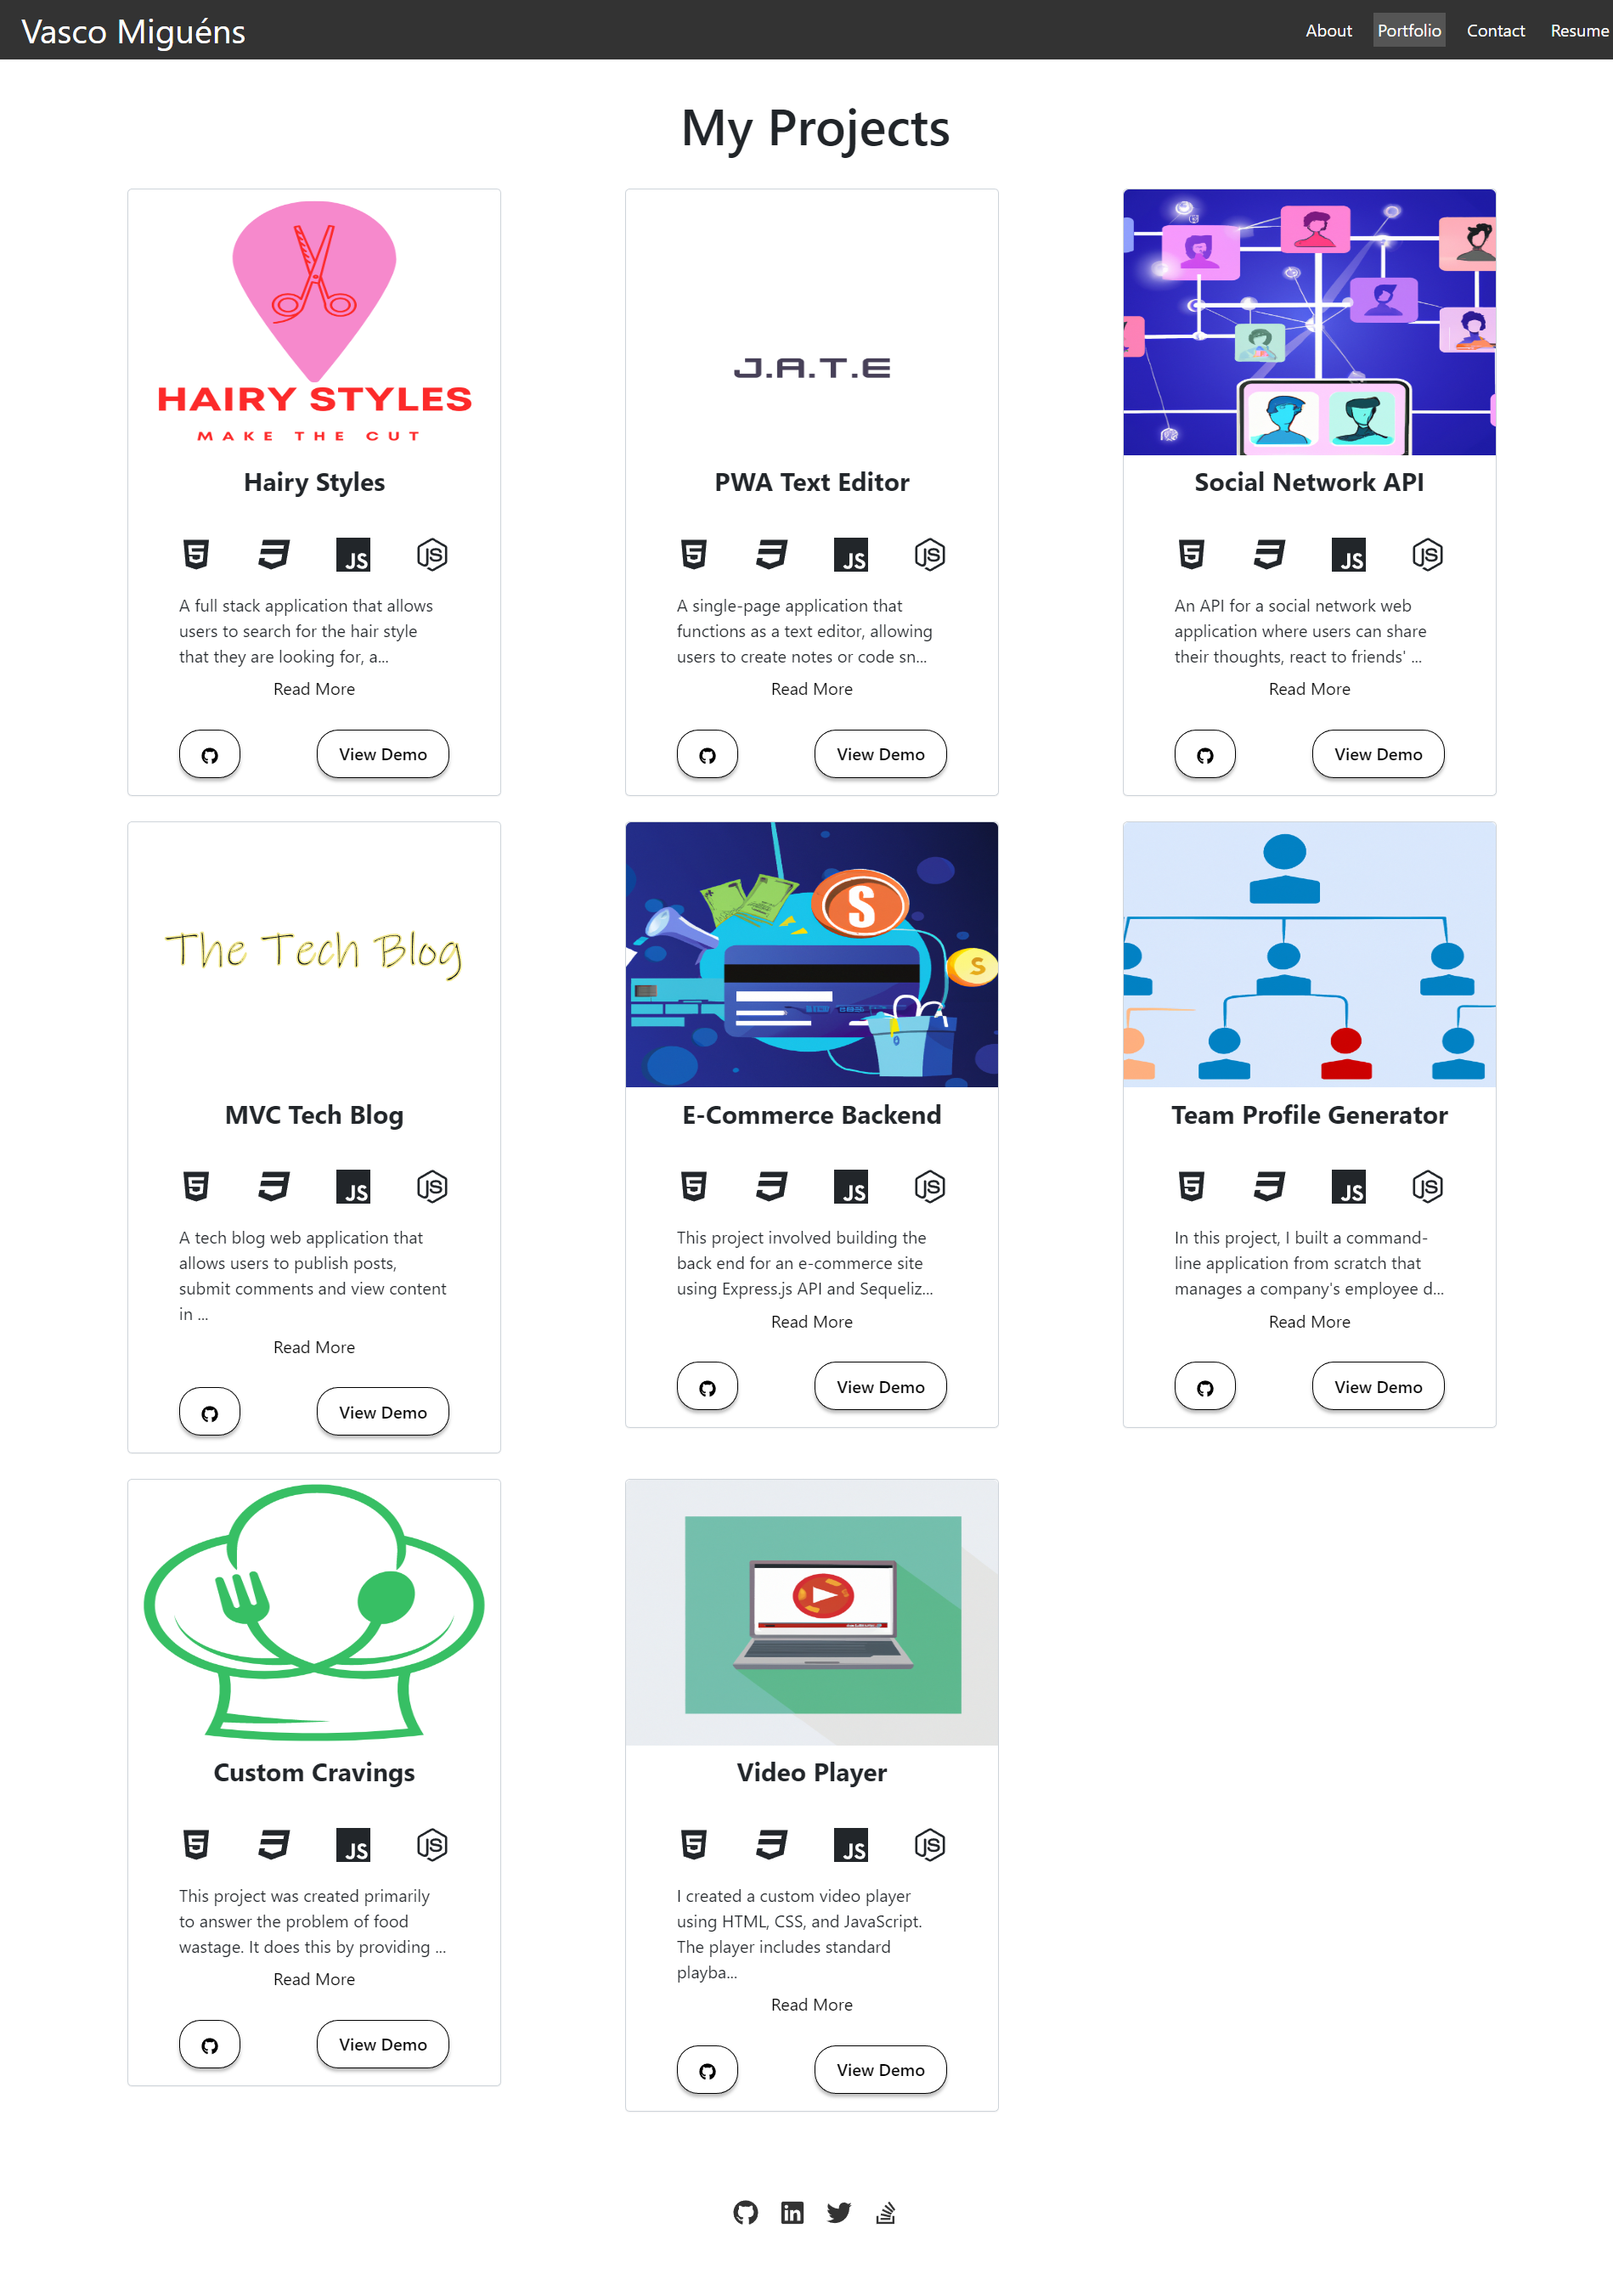 Vasco Miguéns
About Portfolio Contact Resume
My Projects
HAIRY STYLES
MAKE THE CUT
Hairy Styles
JS JS
A full stack application that allows
users to search for the hair style
that they are looking for, a...
Read More
View Demo
J.A.T.E
PWA Text Editor
JS JS
A single-page application that
functions as a text editor, allowing
users to create notes or code sn...
Read More
View Demo
Social Network API
JS JS
An API for a social network web
application where users can share
their thoughts, react to friends' ...
Read More
View Demo
The Tech Blog
MVC Tech Blog
JS JS
A tech blog web application that
allows users to publish posts,
submit comments and view content
in ...
Read More
View Demo
S
S
E-Commerce Backend
JS JS
This project involved building the
back end for an e-commerce site
using Express.js API and Sequeliz...
Read More
View Demo
Team Profile Generator
JS JS
In this project, I built a command-
line application from scratch that
manages a company's employee d...
Read More
View Demo
Custom Cravings
JS JS
This project was created primarily
to answer the problem of food
wastage. It does this by providing ...
Read More
View Demo
Video Player
JS JS
I created a custom video player
using HTML, CSS, and JavaScript.
The player includes standard
playba...
Read More
View Demo
in